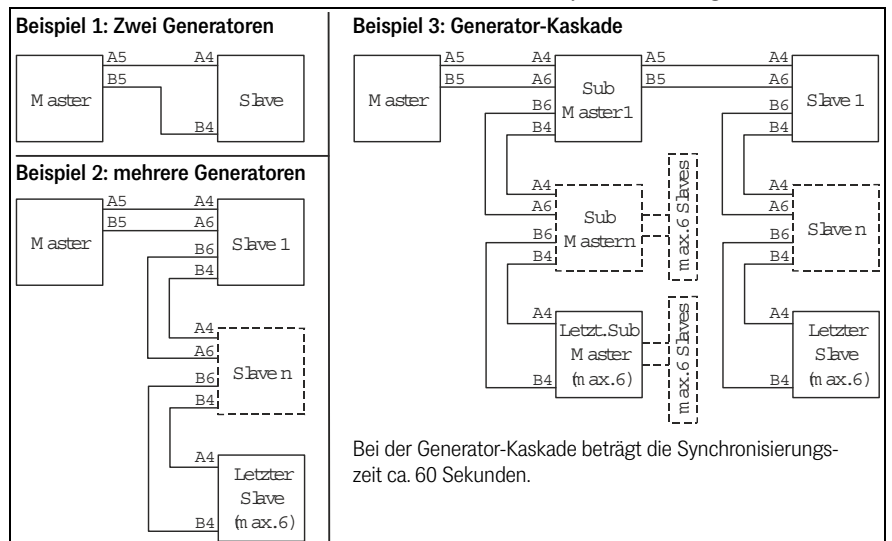 Beispiel 1: Zwei Generatoren
A5
A4
B5
Master
Slave
B4
Beispiel 2: mehrere Generatoren
A5
A4
B5
A6
Master
Slave 1
B6
B4
A4
A6
Slave n
B6
B4
A4
Letzter
Slave
(max.6)
B4
Beispiel 3: Generator-Kaskade
A5
A4
A5
A4
B5
A6
B5
A6
Master
Sub
Master1
Slave 1
B6
B4
B6
B4
A4
A6
Sub
Mastern
B6
B4
max.6 Slaves
A4
A6
Slave n
B6
B4
A4
Letzt.Sub
Master
(max.6)
B4
max.6 Slaves
A4
Letzter
Slave
(max.6)
B4
Bei der Generator-Kaskade beträgt die Synchronisierungs-
zeit ca. 60 Sekunden.